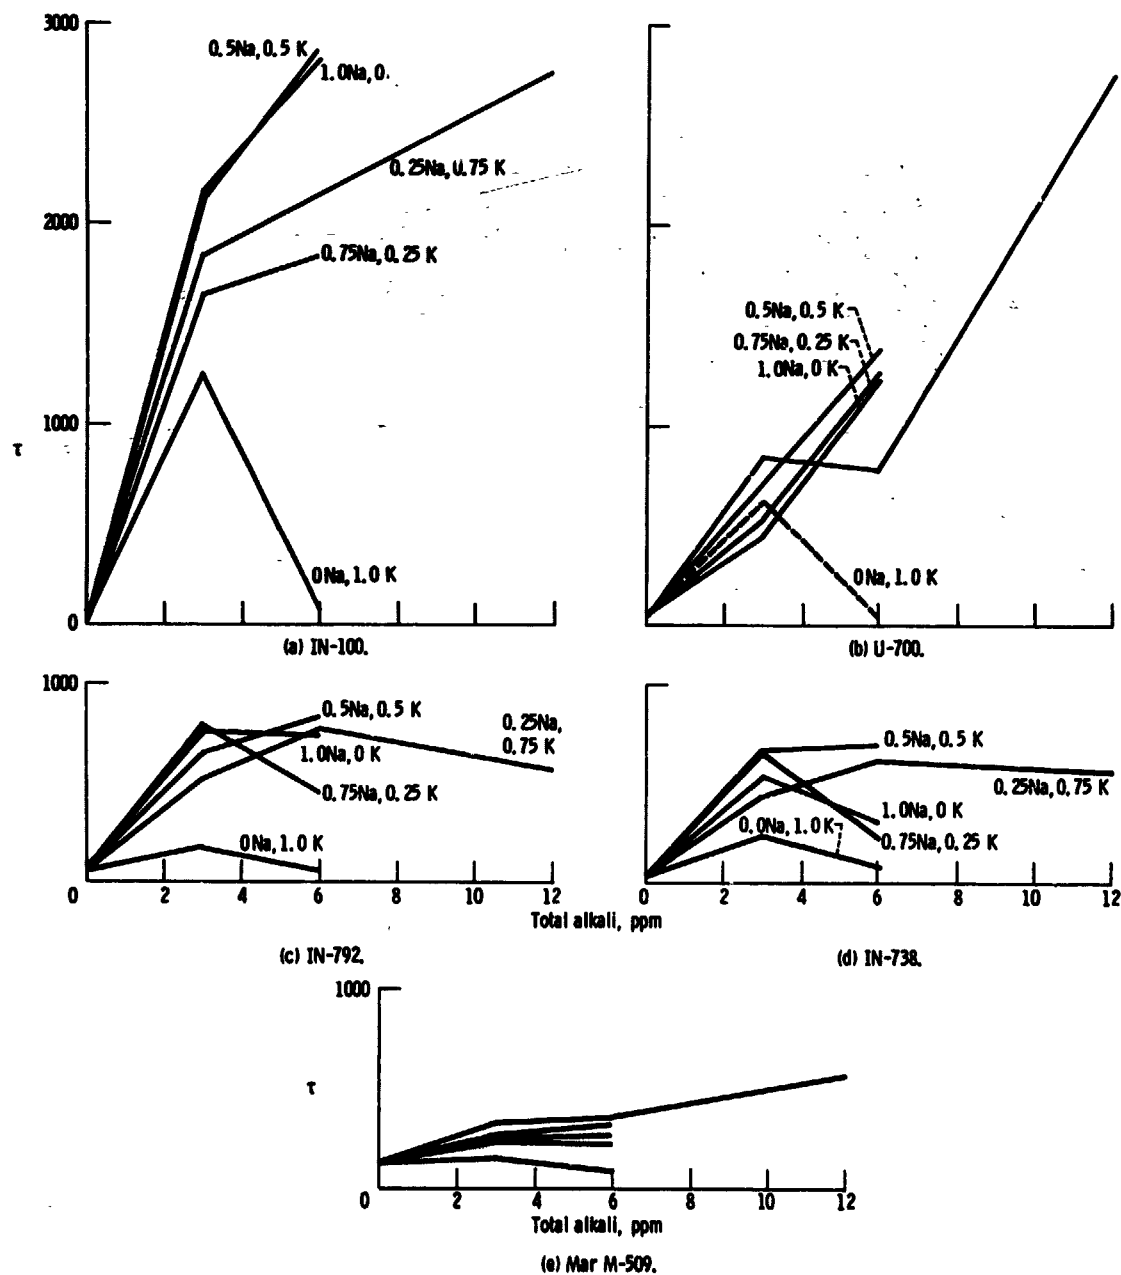 3000
0.5Na, 0.5 K
1.0Na, 0
0.25Na, 0.75 K
2000
0.75Na, 0.25 K
1000
τ
0Na, 1.0 K
0
(a) IN-100.
0.5Na, 0.5 K
0.75Na, 0.25 K
1.0Na, 0 K
0Na, 1.0 K
(b) U-700.
1000
0.5Na, 0.5 K
0.25Na,
0.75 K
1.0Na, 0 K
0.75Na, 0.25 K
0Na, 1.0 K
0 2 4 6 8 10 12
(c) IN-792.
0.5Na, 0.5 K
0.25Na, 0.75 K
1.0Na, 0 K
0.0Na, 1.0 K
0.75Na, 0.25 K
0 2 4 6 8 10 12
Total alkali, ppm
(d) IN-738.
1000
τ
0 2 4 6 8 10 12
Total alkali, ppm
(e) Mar M-509.